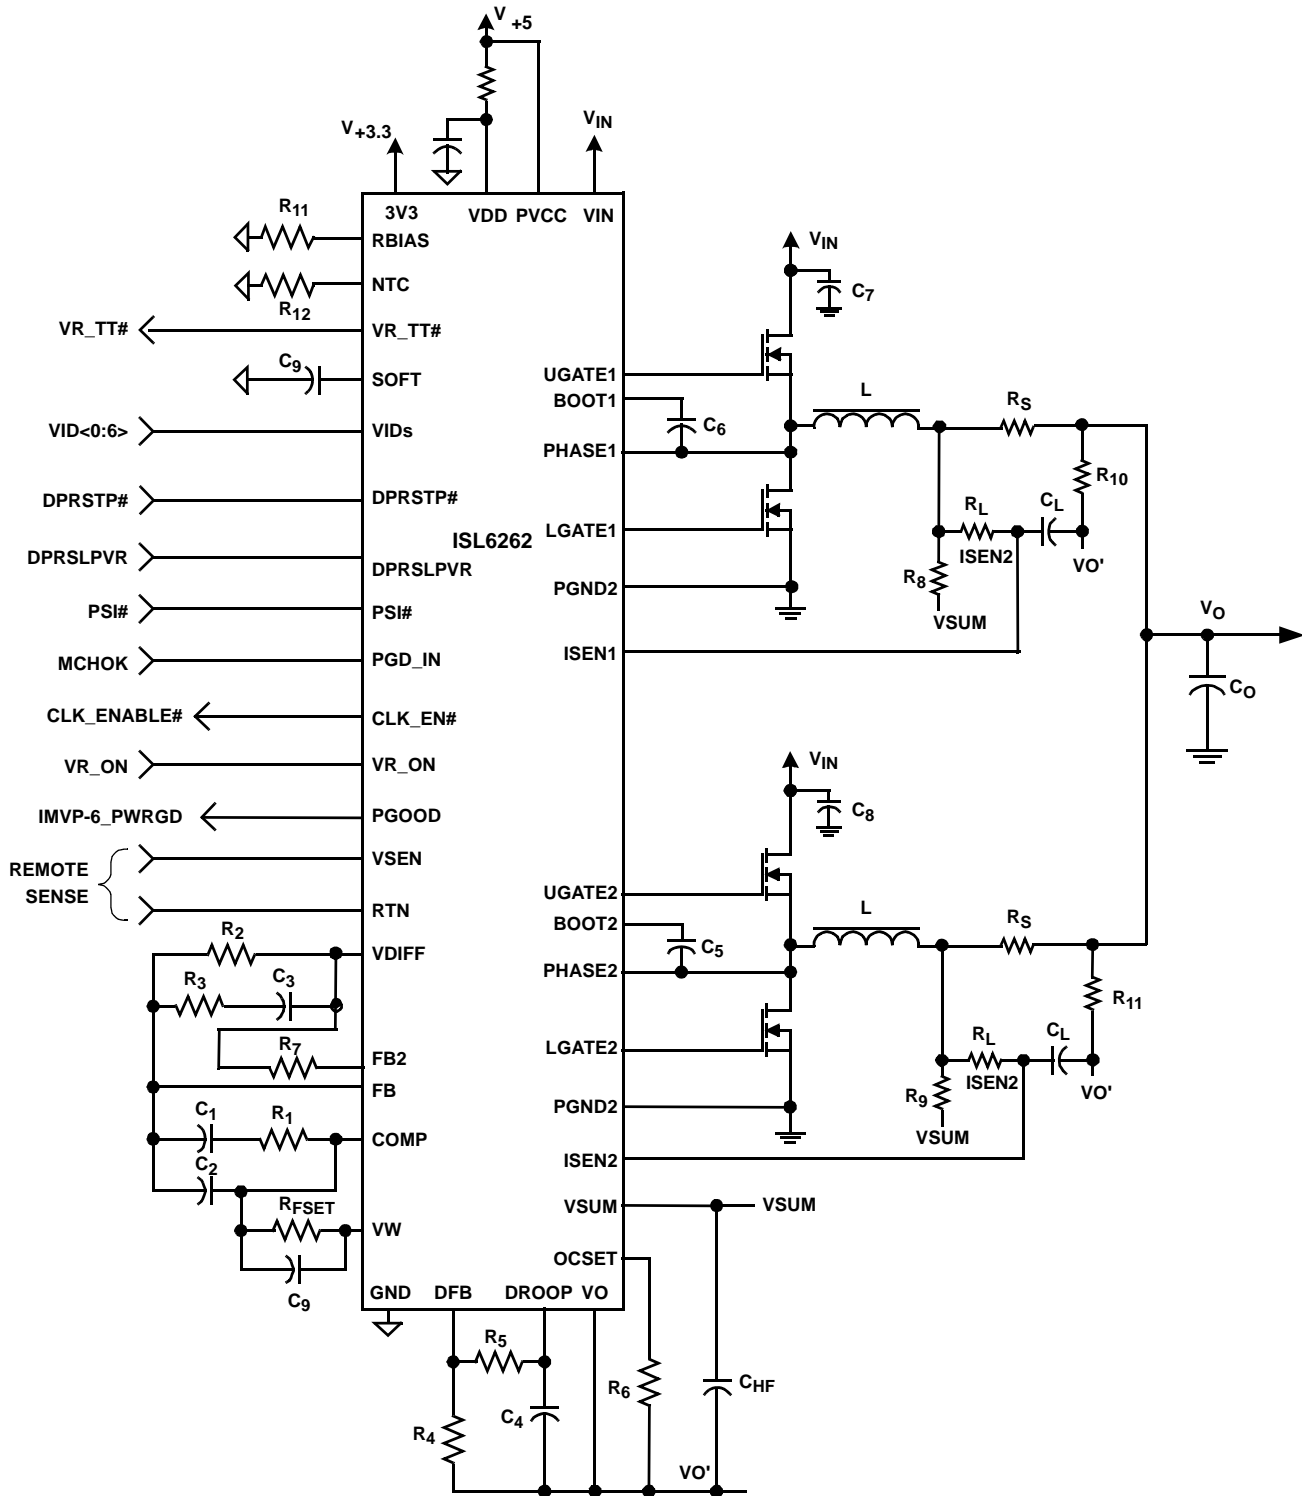 V+5
V+3.3
VIN
3V3
VDD
PVCC
VIN
R11
RBIAS
NTC
R12
VR_TT#
VR_TT#
C9
SOFT
VID<0:6>
VIDs
DPRSTP#
DPRSTP#
ISL6262
DPRSLPVR
DPRSLPVR
PSI#
PSI#
MCHOK
PGD_IN
CLK_ENABLE#
CLK_EN#
VR_ON
VR_ON
IMVP-6_PWRGD
PGOOD
REMOTE
SENSE
VSEN
RTN
R2
VDIFF
R3
C3
R7
FB2
FB
C1
R1
COMP
C2
RFSET
VW
C9
GND
DFB
DROOP
VO
R5
R4
C4
R6
CHF
VO'
VIN
C7
UGATE1
BOOT1
C6
PHASE1
L
RS
R10
LGATE1
RL
CL
ISEN2
VO'
R8
VSUM
PGND2
ISEN1
VO
CO
VIN
C8
UGATE2
BOOT2
C5
PHASE2
L
RS
R11
LGATE2
RL
CL
ISEN2
VO'
R9
VSUM
PGND2
ISEN2
VSUM
VSUM
OCSET